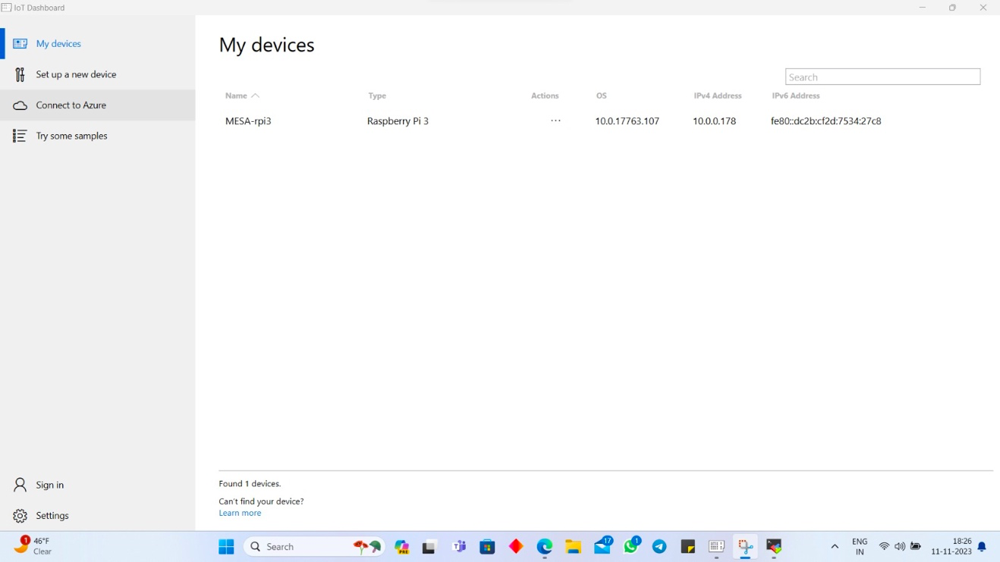 IoT Dashboard
My devices
Set up a new device
Connect to Azure
Try some samples
Sign in
Settings
My devices
Search
Name Type Actions OS IPv4 Address IPv6 Address
MESA-rpi3 Raspberry Pi 3 ... 10.0.17763.107 10.0.0.178 fe80::dc2b:cf2d:7534:27c8
Found 1 devices.
Can't find your device?
Learn more
1
46°F
Clear
Search
PRE
17
1
ENG
IN
18:26
11-11-2023